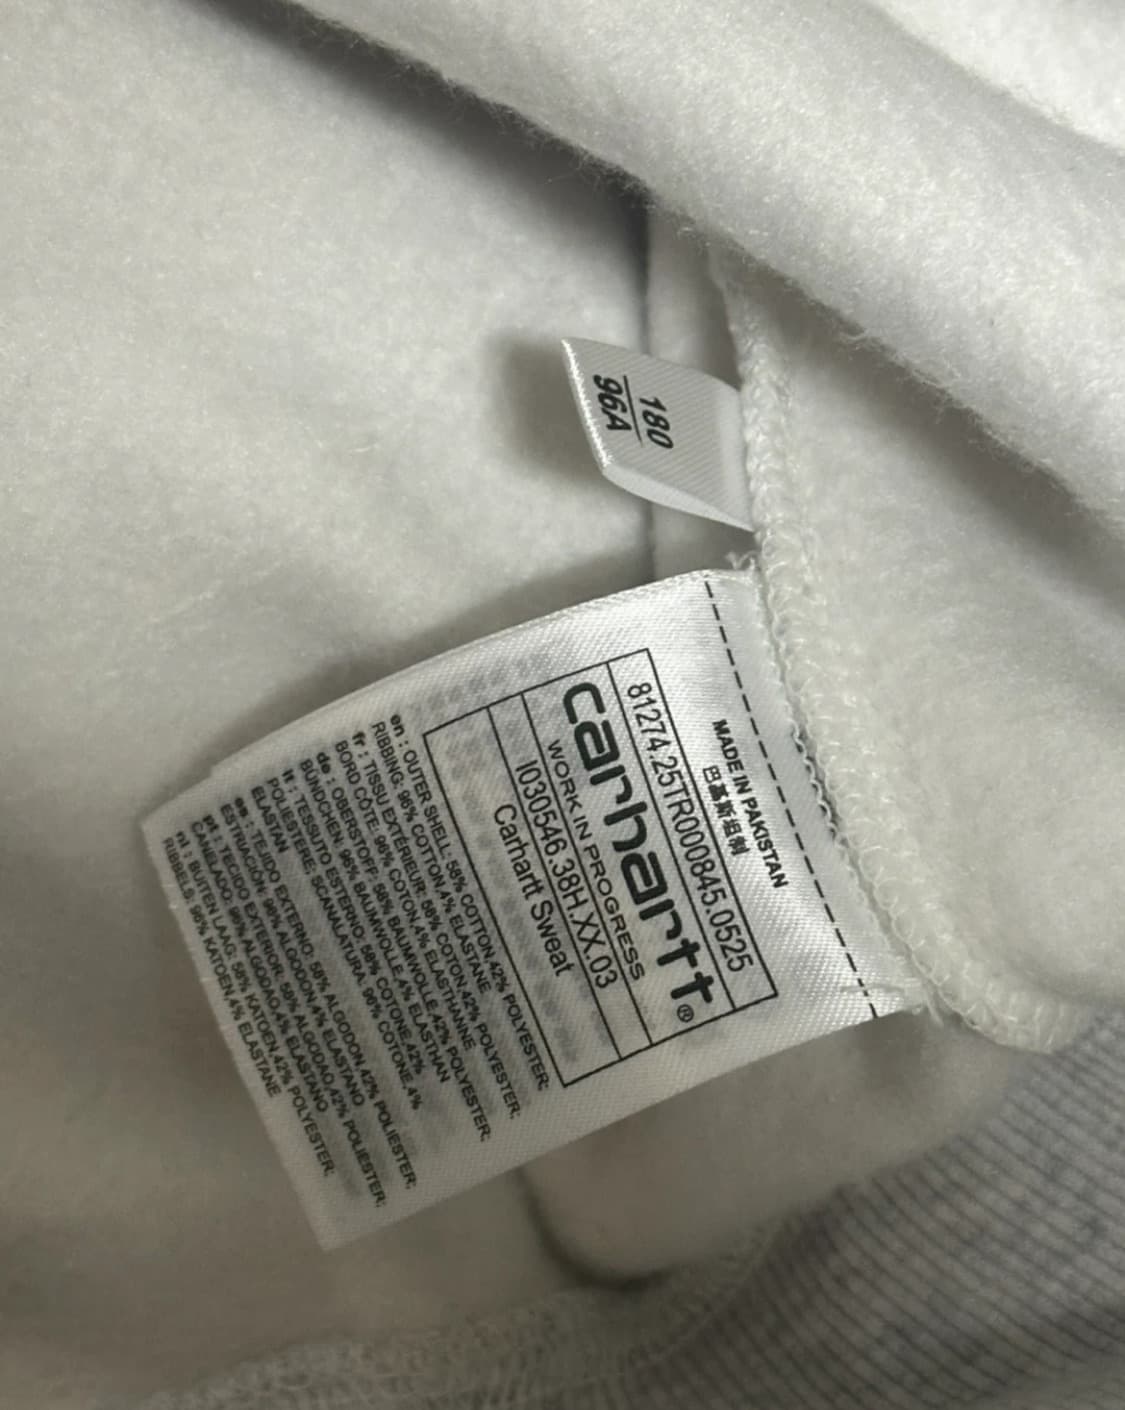 180
96A
MADE IN PAKISTAN
巴基斯坦制
81274.25TR000845.0525
carhartt®
WORK IN PROGRESS
I030546.38H.XX.03
Carhartt Sweat
en : OUTER SHELL: 58% COTTON,42% POLYESTER;
RIBBING: 96% COTTON,4% ELASTANE
fr : TISSU EXTERIEUR: 58% COTON,42% POLYESTER;
BORD CÔTE: 96% COTON,4% ELASTHANNE
de : OBERSTOFF: 58% BAUMWOLLE,42% POLYESTER;
BÜNDCHEN: 96% BAUMWOLLE,4% ELASTHAN
it : TESSUTO ESTERNO: 58% COTONE,42%
POLIESTERE; SCANALATURA: 96% COTONE,4%
ELASTAN
es : TEJIDO EXTERNO: 58% ALGODON,42% POLIESTER;
ESTRIACIÓN: 96% ALGODON,4% ELASTANO
pt : TECIDO EXTERIOR: 58% ALGODAO,42% POLIESTER;
CANELADO: 96% ALGODAO,4% ELASTANO
nl : BUITEN LAAG: 58% KATOEN,42% POLYESTER;
RIBBELS: 96% KATOEN,4% ELASTANE